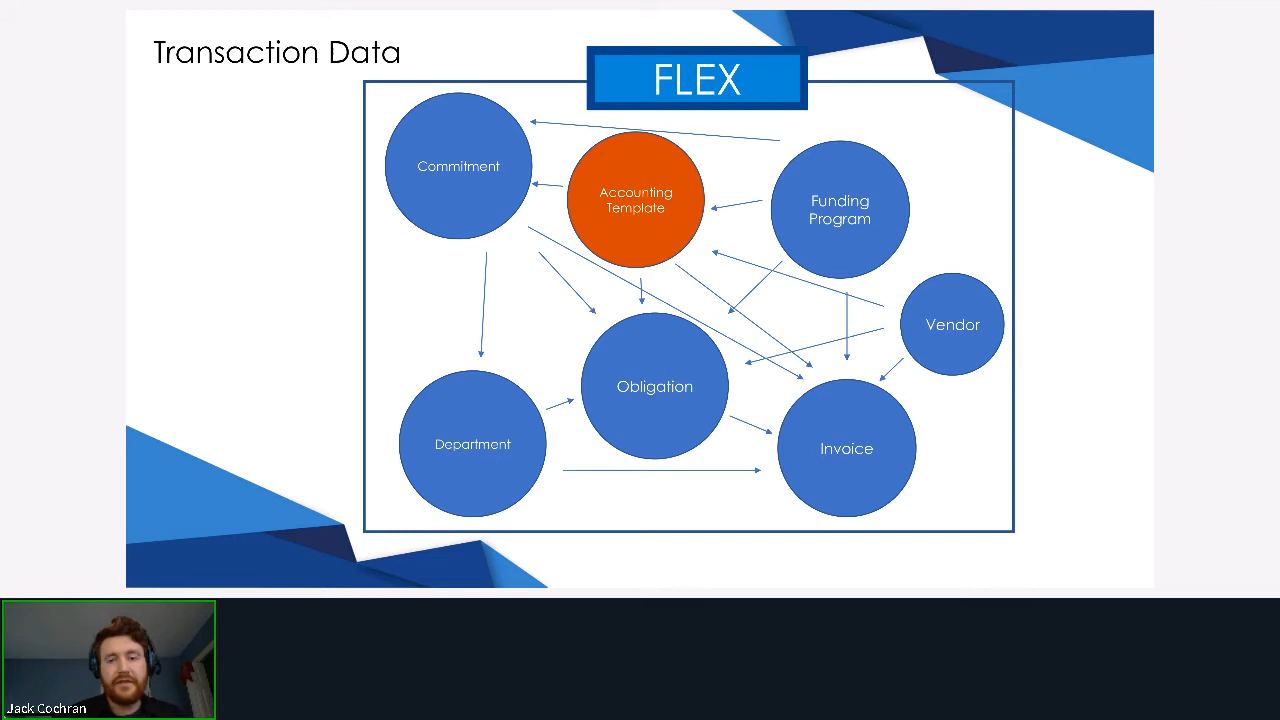 Transaction Data
FLEX
Commitment
Accounting
Template
Funding
Program
Vendor
Obligation
Department
Invoice
Jack Cochran